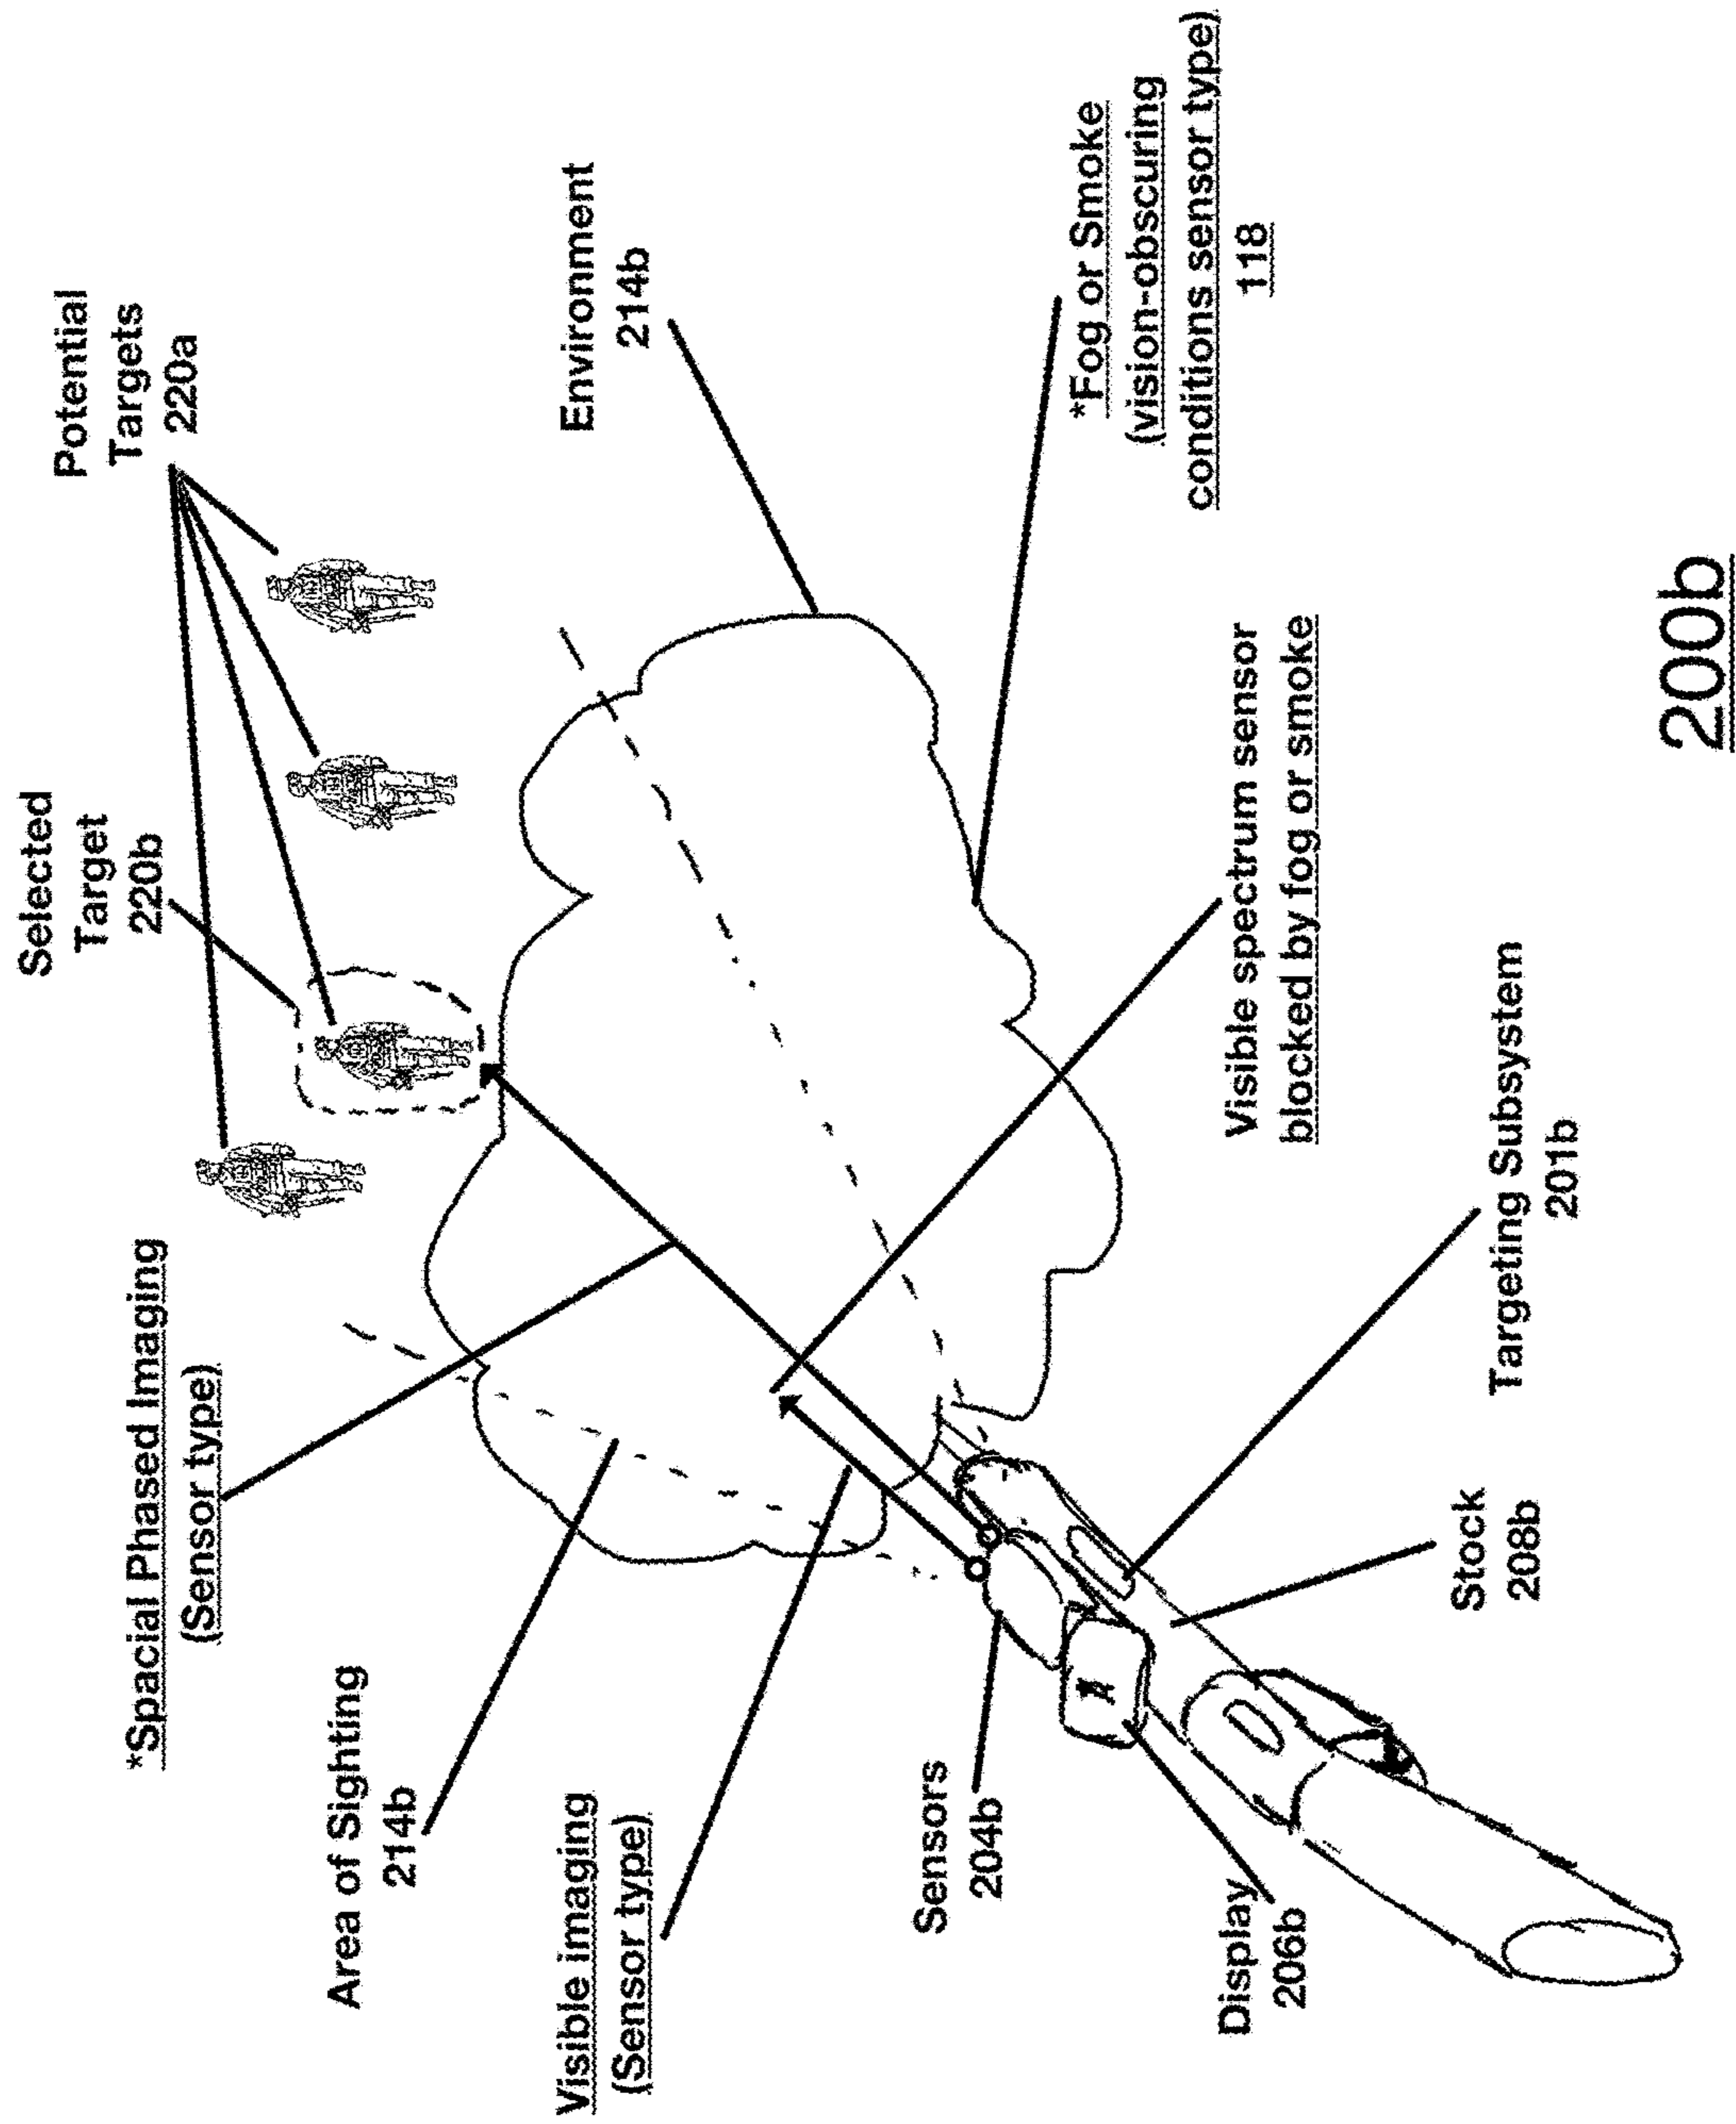 Selected
Target
220b
Potential
Targets
220a
*Spacial Phased Imaging
(Sensor type)
Area of Sighting
214b
Environment
214b
Visible imaging
(Sensor type)
Sensors
204b
*Fog or Smoke
(vision-obscuring
conditions sensor type)
118
Display
206b
Visible spectrum sensor
blocked by fog or smoke
Stock
208b
Targeting Subsystem
201b
200b